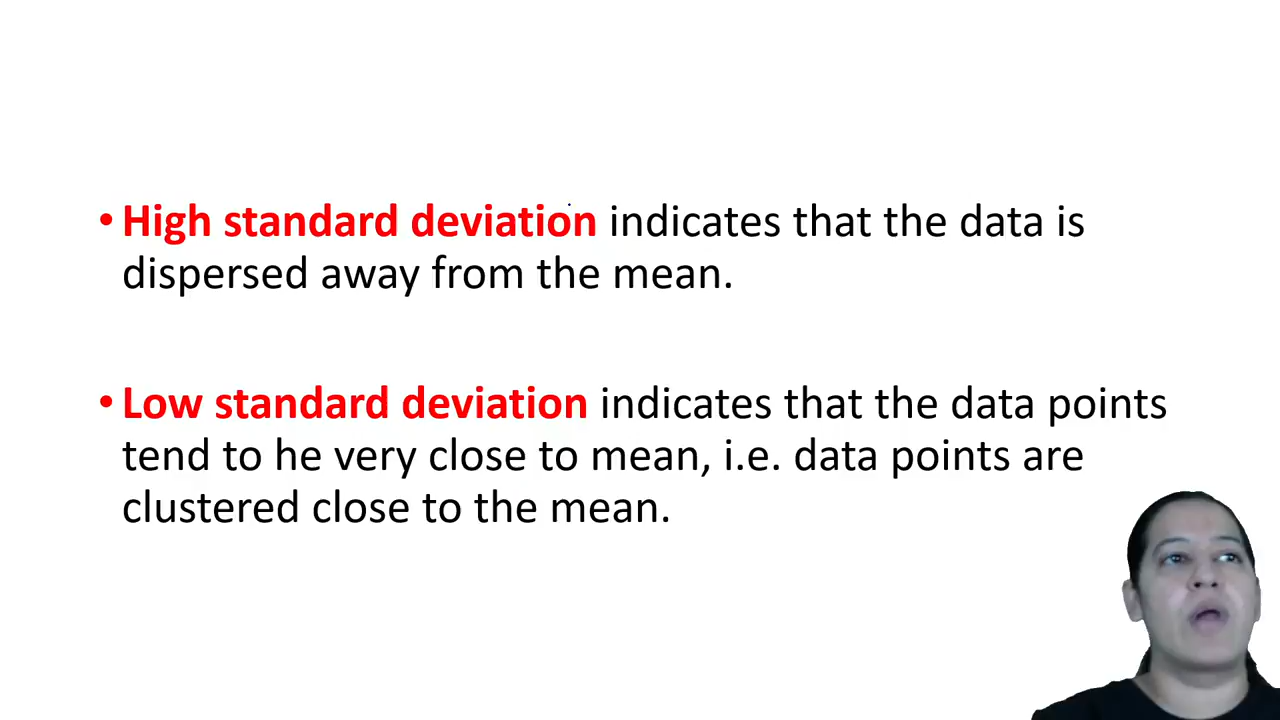 • High standard deviation indicates that the data is
dispersed away from the mean.
• Low standard deviation indicates that the data points
tend to he very close to mean, i.e. data points are
clustered close to the mean.